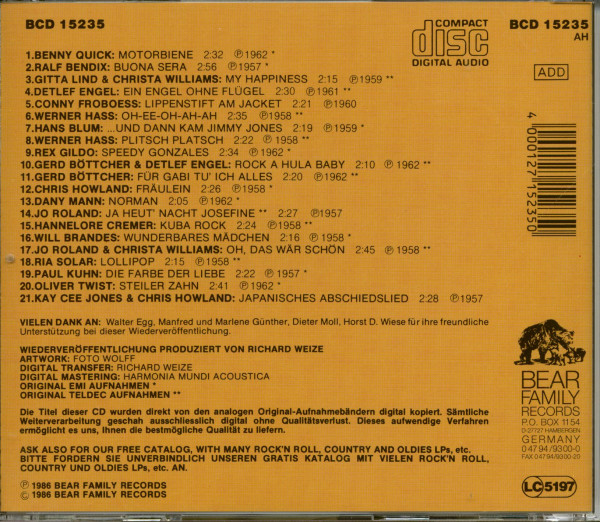 BCD 15235
COMPACT
disc
DIGITAL AUDIO
BCD 15235
AH
ADD
1.BENNY QUICK: MOTORBIENE 2:32 ℗1962 *
2.RALF BENDIX: BUONA SERA 2:56 ℗1957 *
3.GITTA LIND & CHRISTA WILLIAMS: MY HAPPINESS 2:15 ℗1959 **
4.DETLEF ENGEL: EIN ENGEL OHNE FLÜGEL 2:30 ℗1961 **
5.CONNY FROBOESS: LIPPENSTIFT AM JACKET 2:21 ℗1960
6.WERNER HASS: OH-EE-OH-AH-AH 2:35 ℗1958 **
7.HANS BLUM: ...UND DANN KAM JIMMY JONES 2:19 ℗1959 *
8.WERNER HASS: PLITSCH PLATSCH 2:22 ℗1958 **
9.REX GILDO: SPEEDY GONZALES 2:34 ℗1962 *
10.GERD BÖTTCHER & DETLEF ENGEL: ROCK A HULA BABY 2:10 ℗1962 **
11.GERD BÖTTCHER: FÜR GABI TU' ICH ALLES 2:20 ℗1962 **
12.CHRIS HOWLAND: FRÄULEIN 2:26 ℗1958 *
13.DANY MANN: NORMAN 2:05 ℗1962 *
14.JO ROLAND: JA HEUT' NACHT JOSEFINE ** 2:27 ℗1957
15.HANNELORE CREMER: KUBA ROCK 2:24 ℗1958 **
16.WILL BRANDES: WUNDERBARES MÄDCHEN 2:16 ℗1958 *
17.JO ROLAND & CHRISTA WILLIAMS: OH, DAS WÄR SCHÖN 2:45 ℗1958 **
18.RIA SOLAR: LOLLIPOP 2:15 ℗1958 **
19.PAUL KUHN: DIE FARBE DER LIEBE 2:22 ℗1957 *
20.OLIVER TWIST: STEILER ZAHN 2:41 ℗1962 *
21.KAY CEE JONES & CHRIS HOWLAND: JAPANISCHES ABSCHIEDSLIED 2:28 ℗1957
4 000127 152350
VIELEN DANK AN: Walter Egg, Manfred und Marlene Günther, Dieter Moll, Horst D. Wiese für ihre freundliche
Unterstützung bei dieser Wiederveröffentlichung.
WIEDERVERÖFFENTLICHUNG PRODUZIERT VON RICHARD WEIZE
ARTWORK: FOTO WOLFF
DIGITAL TRANSFER: RICHARD WEIZE
DIGITAL MASTERING: HARMONIA MUNDI ACOUSTICA
ORIGINAL EMI AUFNAHMEN *
ORIGINAL TELDEC AUFNAHMEN **
Die Titel dieser CD wurden direkt von den analogen Original-Aufnahmebändern digital kopiert. Sämtliche
Weiterverarbeitung geschah ausschliesslich digital ohne Qualitätsverlust. Dieses aufwendige Verfahren
ermöglicht es uns, Ihnen die bestmögliche Qualität zu liefern.
ASK ALSO FOR OUR FREE CATALOG, WITH MANY ROCK'N ROLL, COUNTRY AND OLDIES LPs, etc.
BITTE FORDERN SIE UNVERBINDLICH UNSEREN GRATIS KATALOG MIT VIELEN ROCK'N ROLL,
COUNTRY UND OLDIES LPs, etc. AN.
℗ 1986 BEAR FAMILY RECORDS
© 1986 BEAR FAMILY RECORDS
BEAR
FAMILY
RECORDS
P.O. BOX 1154
D-27727 HAMBERGEN
GERMANY
0 47 94 / 9300-0
FAX 0 47 94 / 9300-20
LC 5197